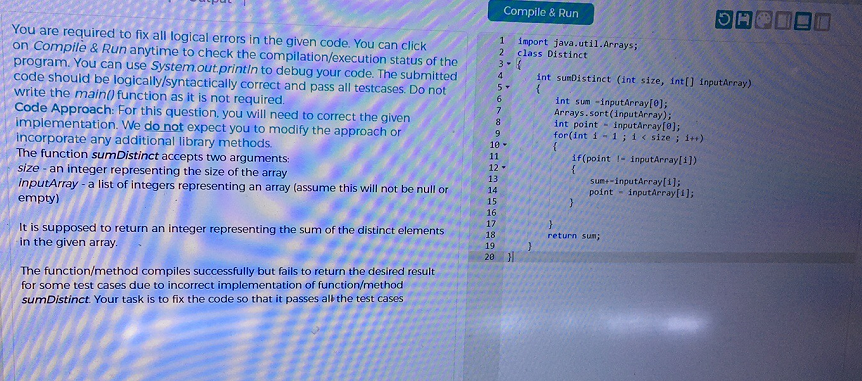 Compile & Run
You are required to fix all logical errors in the given code. You can click
on Compile & Run anytime to check the compilation/execution status of the
program. You can use System.out.println to debug your code. The submitted
code should be logically/syntactically correct and pass all testcases. Do not
write the main() function as it is not required.
Code Approach: For this question, you will need to correct the given
implementation. We do not expect you to modify the approach or
incorporate any additional library methods.
The function sumDistinct accepts two arguments:
size - an integer representing the size of the array
inputArray - a list of integers representing an array (assume this will not be null or
empty)
It is supposed to return an integer representing the sum of the distinct elements
in the given array.
The function/method compiles successfully but fails to return the desired result
for some test cases due to incorrect implementation of function/method
sumDistinct. Your task is to fix the code so that it passes all the test cases
1 import java.util.Arrays;
2 class Distinct
3 {
4 int sumDistinct (int size, int[] inputArray)
5 {
6 int sum =inputArray[0];
7 Arrays.sort(inputArray);
8 int point = inputArray[0];
9 for(int i = 1 ; i < size ; i++)
10 {
11 if(point != inputArray[i])
12 {
13 sum+=inputArray[i];
14 point = inputArray[i];
15 }
16
17 }
18 return sum;
19 }
20 }